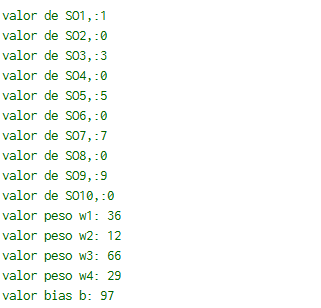 valor de SO1,:1
valor de SO2,:0
valor de SO3,:3
valor de SO4,:0
valor de SO5,:5
valor de SO6,:0
valor de SO7,:7
valor de SO8,:0
valor de SO9,:9
valor de SO10,:0
valor peso w1: 36
valor peso w2: 12
valor peso w3: 66
valor peso w4: 29
valor bias b: 97